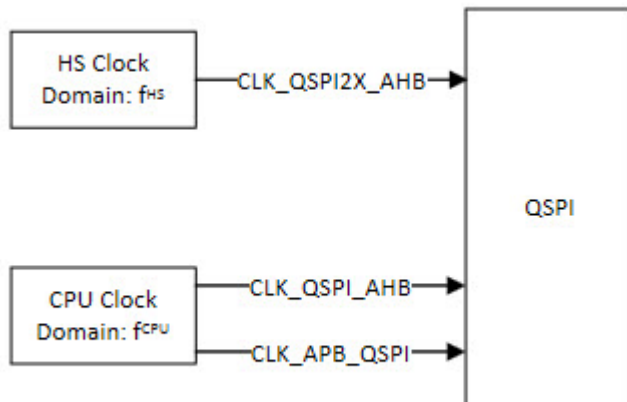 HS Clock
Domain: fᴴˢ
CLK_QSPI2X_AHB
QSPI
CPU Clock
Domain: fᶜᴾᵁ
CLK_QSPI_AHB
CLK_APB_QSPI